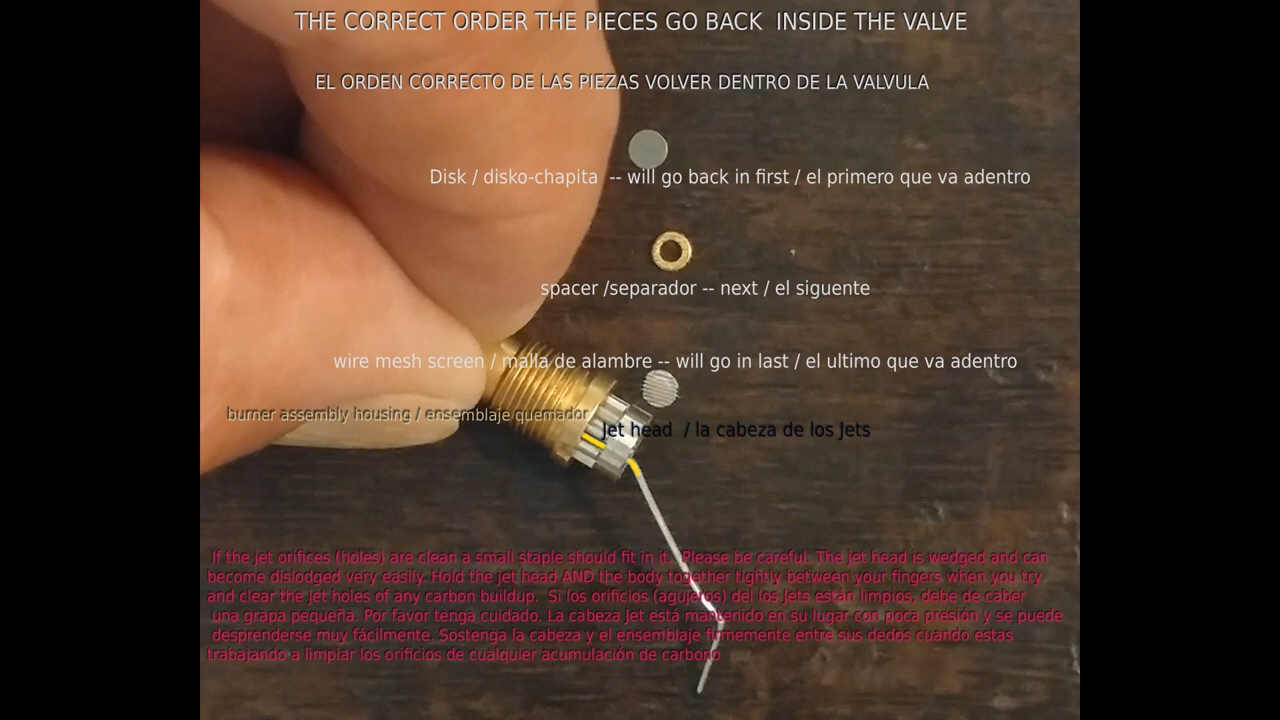 THE CORRECT ORDER THE PIECES GO BACK INSIDE THE VALVE
EL ORDEN CORRECTO DE LAS PIEZAS VOLVER DENTRO DE LA VALVULA
Disk / disko-chapita -- will go back in first / el primero que va adentro
spacer /separador -- next / el siguente
wire mesh screen / malla de alambre -- will go in last / el ultimo que va adentro
burner assembly housing / ensemblaje quemador
Jet head / la cabeza de los Jets
If the jet orifices (holes) are clean a small staple should fit in it. Please be careful. The jet head is wedged and can
become dislodged very easily. Hold the jet head AND the body together tightly between your fingers when you try
and clear the jet holes of any carbon buildup. Si los orificios (agujeros) del los Jets están limpios, debe de caber
una grapa pequeña. Por favor tenga cuidado. La cabeza Jet está mantenido en su lugar con poca presión y se puede
desprenderse muy fácilmente. Sostenga la cabeza y el ensemblaje firmemente entre sus dedos cuando estas
trabajando a limpiar los orificios de cualquier acumulación de carbono